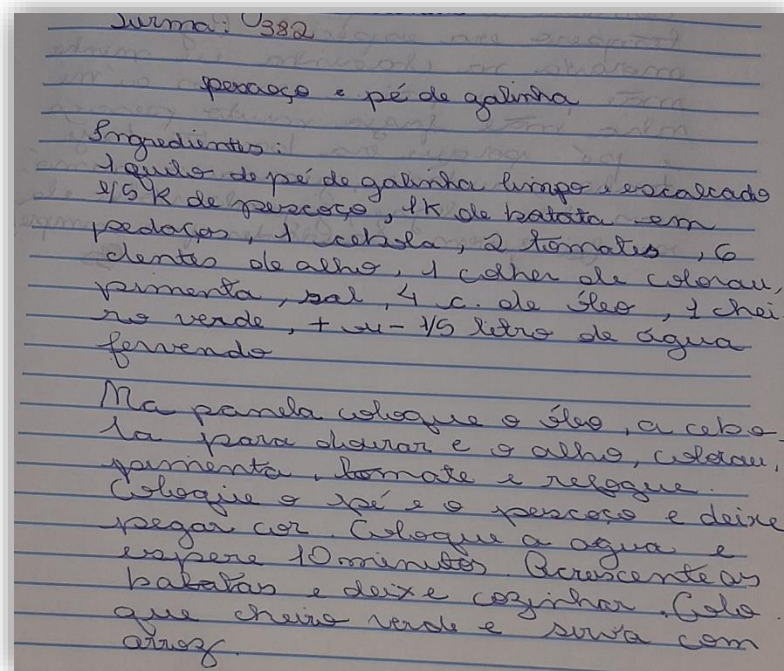 Turma: 382
pescoço e pé de galinha
Ingredientes:
1 quilo de pé de galinha limpo e escalcado
1/5 K de pescoço, 1K de batata em
pedaços, 1 cebola, 2 tomates, 6
dentes de alho, 1 colher de colorau,
pimenta, sal, 4 c. de óleo, 1 chei-
ro verde, + ou - 1/5 litro de água
fervendo
Na panela coloque o óleo, a cebo-
la para dourar e o alho, colorau,
pimenta, tomate e refogue.
Coloque o pé e o pescoço e deixe
pegar cor. Coloque a agua e
espere 10 minutos. Acrescente as
batatas e deixe cozinhar. Colo
que cheiro verde e sirva com
arroz.